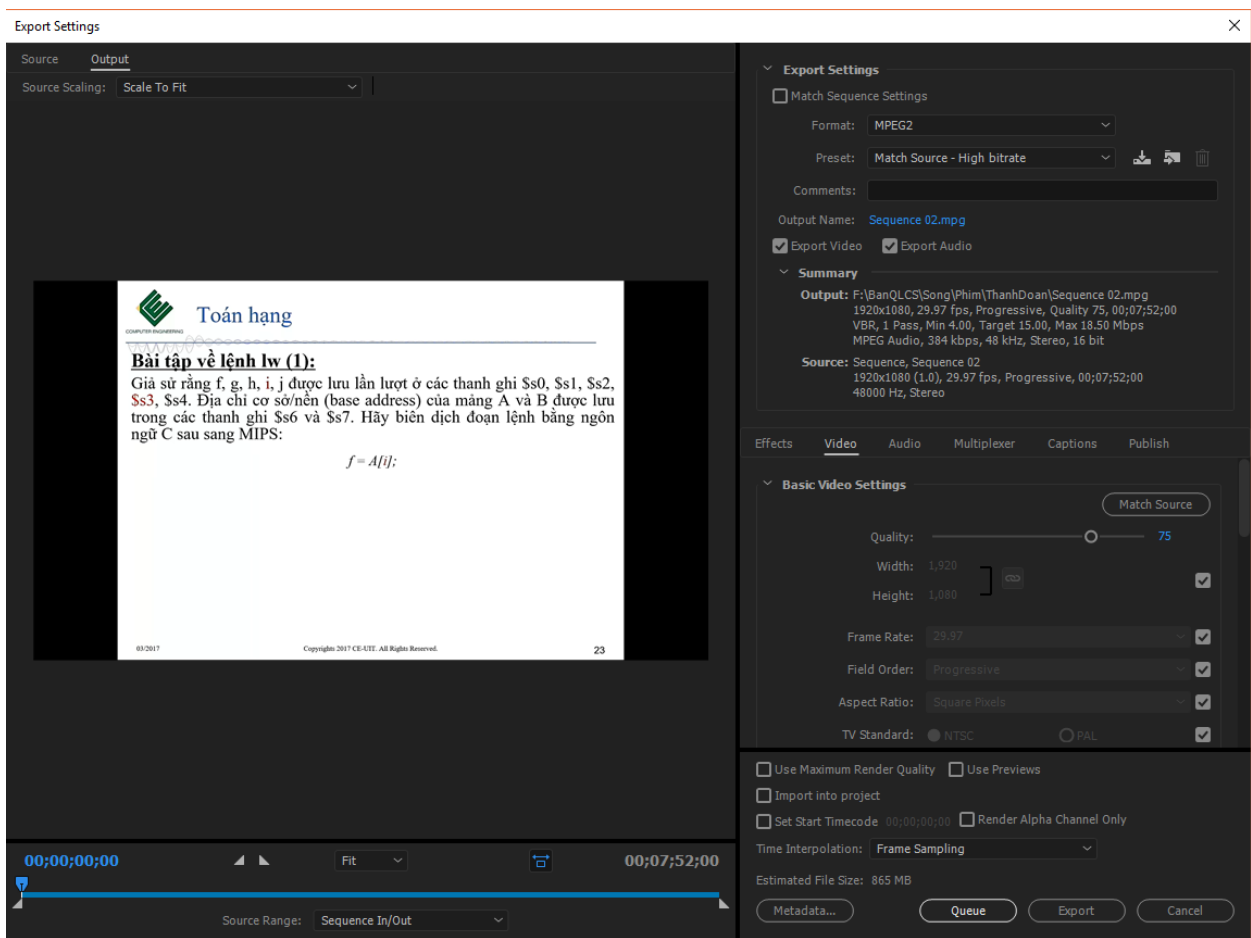 Export Settings
Source Output
Source Scaling: Scale To Fit
COMPUTER ENGINEERING
Toán hạng
Bài tập về lệnh lw (1):
Giả sử rằng f, g, h, i, j được lưu lần lượt ở các thanh ghi $s0, $s1, $s2,
$s3, $s4. Địa chỉ cơ sở/nền (base address) của mảng A và B được lưu
trong các thanh ghi $s6 và $s7. Hãy biên dịch đoạn lệnh bằng ngôn
ngữ C sau sang MIPS:
f = A[i];
03/2017 Copyrights 2017 CE-UIT. All Rights Reserved. 23
00;00;00;00 Fit 00;07;52;00
Source Range: Sequence In/Out
Export Settings
Match Sequence Settings
Format: MPEG2
Preset: Match Source - High bitrate
Comments:
Output Name: Sequence 02.mpg
Export Video Export Audio
Summary
Output: F:\BanQLCS\Song\Phim\ThanhDoan\Sequence 02.mpg
1920x1080, 29.97 fps, Progressive, Quality 75, 00;07;52;00
VBR, 1 Pass, Min 4.00, Target 15.00, Max 18.50 Mbps
MPEG Audio, 384 kbps, 48 kHz, Stereo, 16 bit
Source: Sequence, Sequence 02
1920x1080 (1.0), 29.97 fps, Progressive, 00;07;52;00
48000 Hz, Stereo
Effects Video Audio Multiplexer Captions Publish
Basic Video Settings
Match Source
Quality: 75
Width: 1,920
Height: 1,080
Frame Rate: 29.97
Field Order: Progressive
Aspect Ratio: Square Pixels
TV Standard: NTSC PAL
Use Maximum Render Quality Use Previews
Import into project
Set Start Timecode 00;00;00;00 Render Alpha Channel Only
Time Interpolation: Frame Sampling
Estimated File Size: 865 MB
Metadata... Queue Export Cancel